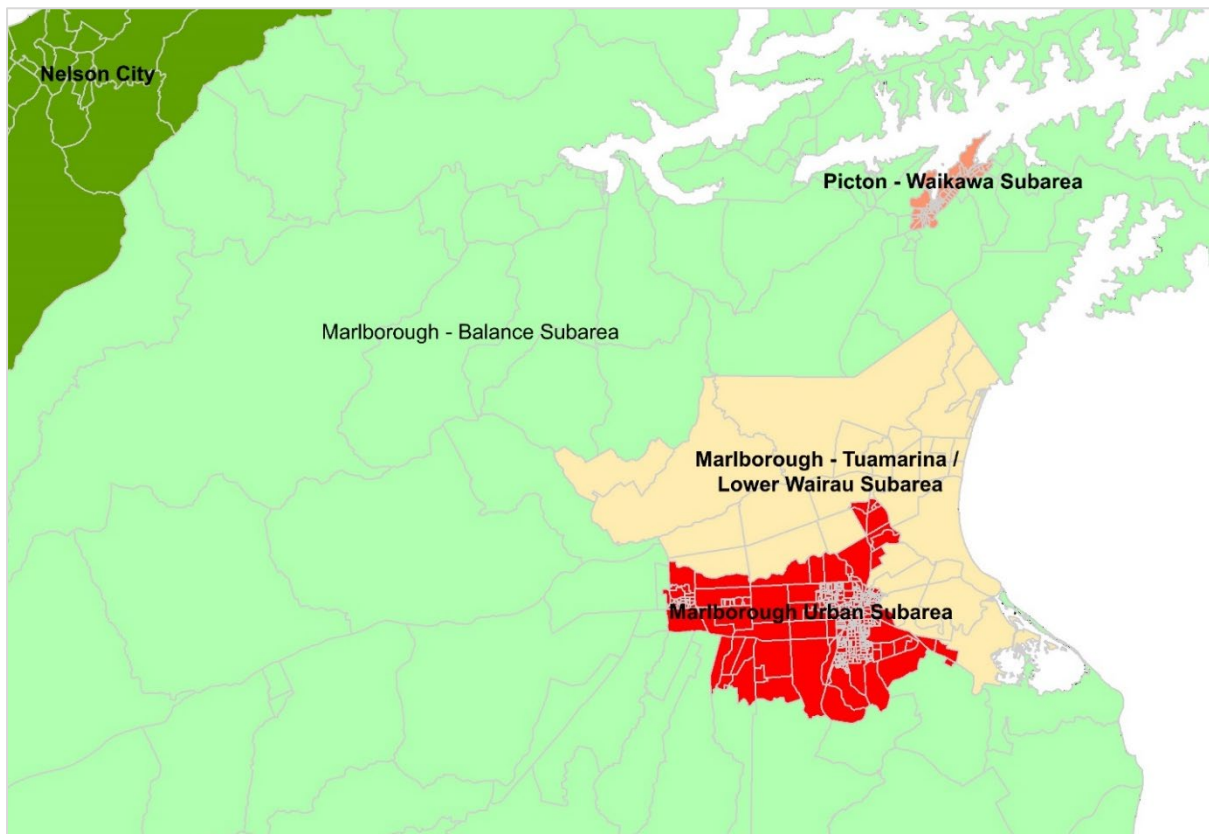 Nelson City
Picton - Waikawa Subarea
Marlborough - Balance Subarea
Marlborough - Tuamarina /
Lower Wairau Subarea
Marlborough Urban Subarea